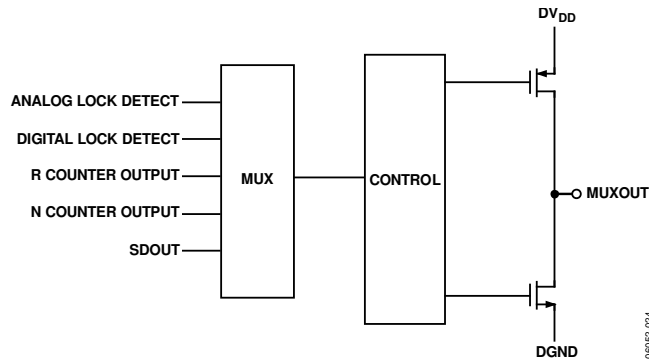 DVDD
ANALOG LOCK DETECT
DIGITAL LOCK DETECT
R COUNTER OUTPUT
N COUNTER OUTPUT
SDOUT
MUX
CONTROL
MUXOUT
DGND